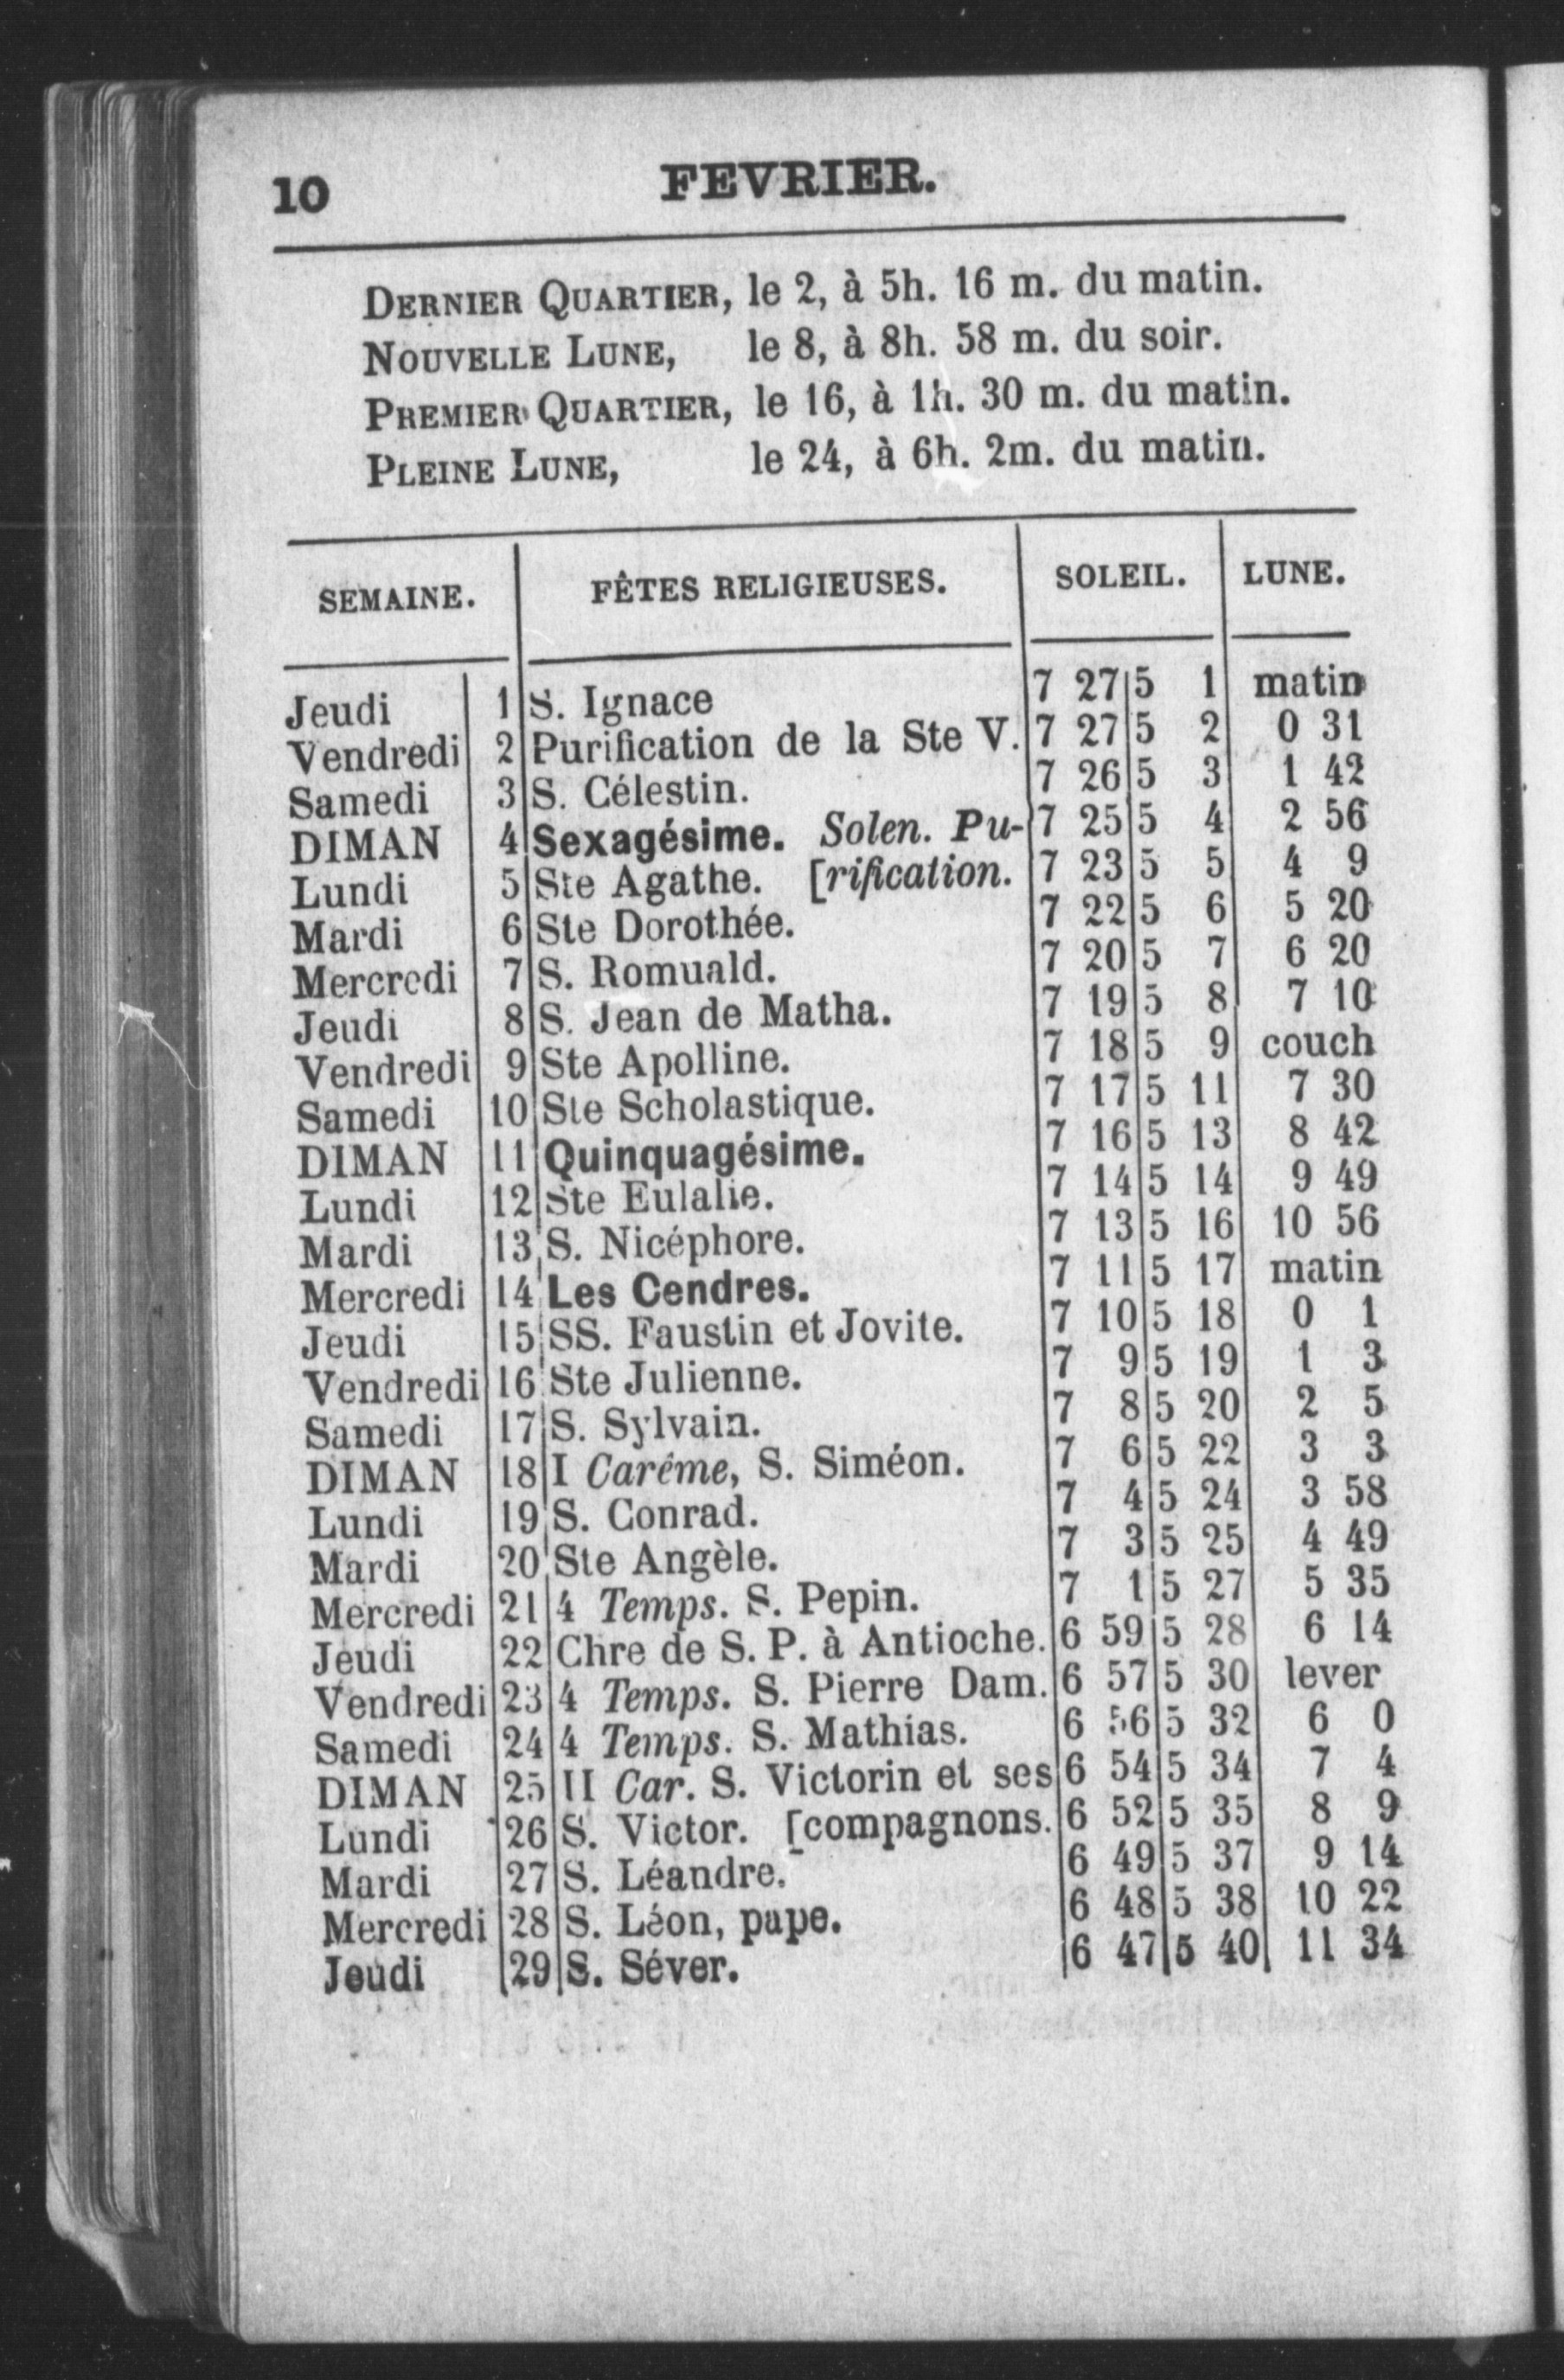 10
FEVRIER.
DERNIER QUARTIER, le 2, à 5h. 16 m. du matin.
NOUVELLE LUNE, le 8, à 8h. 58 m. du soir.
PREMIER QUARTIER, le 16, à 1h. 30 m. du matin.
PLEINE LUNE, le 24, à 6h. 2m. du matin.
SEMAINE. FÊTES RELIGIEUSES. SOLEIL. LUNE.
Jeudi 1 S. Ignace 7 27 5 1 matin
Vendredi 2 Purification de la Ste V. 7 27 5 2 0 31
Samedi 3 S. Célestin. 7 26 5 3 1 42
DIMAN 4 Sexagésime. Solen. Pu- 7 25 5 4 2 56
Lundi 5 Ste Agathe. [rification. 7 23 5 5 4 9
Mardi 6 Ste Dorothée. 7 22 5 6 5 20
Mercredi 7 S. Romuald. 7 20 5 7 6 20
Jeudi 8 S. Jean de Matha. 7 19 5 8 7 10
Vendredi 9 Ste Apolline. 7 18 5 9 couch
Samedi 10 Ste Scholastique. 7 17 5 11 7 30
DIMAN 11 Quinquagésime. 7 16 5 13 8 42
Lundi 12 Ste Eulalie. 7 14 5 14 9 49
Mardi 13 S. Nicéphore. 7 13 5 16 10 56
Mercredi 14 Les Cendres. 7 11 5 17 matin
Jeudi 15 SS. Faustin et Jovite. 7 10 5 18 0 1
Vendredi 16 Ste Julienne. 7 9 5 19 1 3
Samedi 17 S. Sylvain. 7 8 5 20 2 5
DIMAN 18 I Carême, S. Siméon. 7 6 5 22 3 3
Lundi 19 S. Conrad. 7 4 5 24 3 58
Mardi 20 Ste Angèle. 7 3 5 25 4 49
Mercredi 21 4 Temps. S. Pepin. 7 1 5 27 5 35
Jeudi 22 Chre de S. P. à Antioche. 6 59 5 28 6 14
Vendredi 23 4 Temps. S. Pierre Dam. 6 57 5 30 lever
Samedi 24 4 Temps. S. Mathias. 6 56 5 32 6 0
DIMAN 25 II Car. S. Victorin et ses 6 54 5 34 7 4
Lundi 26 S. Victor. [compagnons. 6 52 5 35 8 9
Mardi 27 S. Léandre. 6 49 5 37 9 14
Mercredi 28 S. Léon, pape. 6 48 5 38 10 22
Jeudi 29 S. Séver. 6 47 5 40 11 34